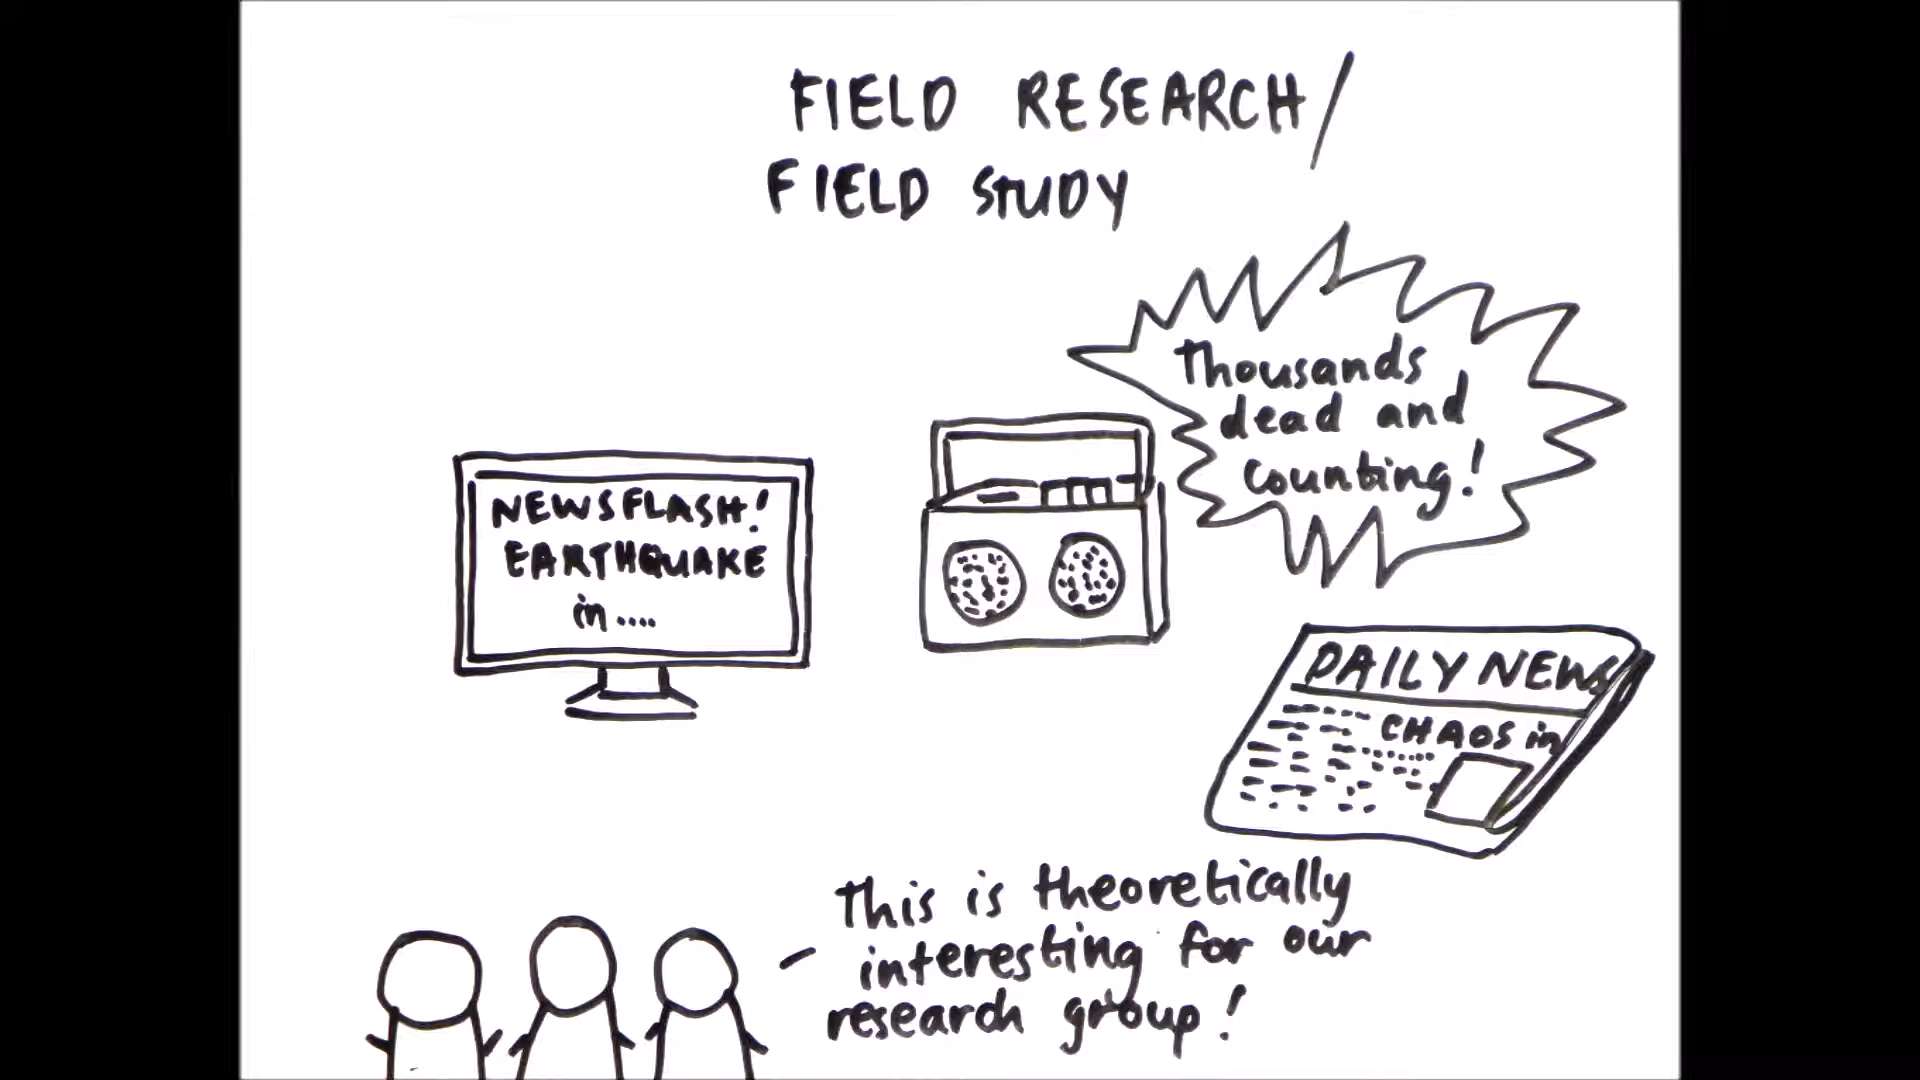 FIELD RESEARCH/
FIELD STUDY
Thousands
dead and
counting!
NEWSFLASH!
EARTHQUAKE
in....
DAILY NEWS
CHAOS in
This is theoretically
interesting for our
research group!